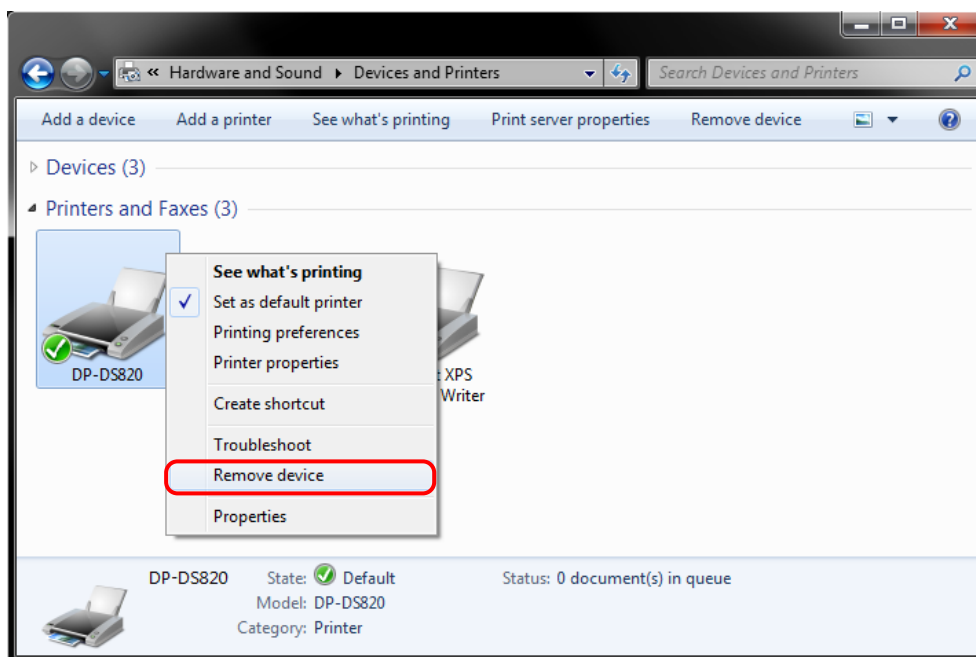 « Hardware and Sound ▸ Devices and Printers
Search Devices and Printers
Add a device Add a printer See what's printing Print server properties Remove device
Devices (3)
Printers and Faxes (3)
See what's printing
Set as default printer
Printing preferences
Printer properties
Create shortcut
Troubleshoot
Remove device
Properties
DP-DS820
XPS
Writer
DP-DS820 State: Default Status: 0 document(s) in queue
Model: DP-DS820
Category: Printer